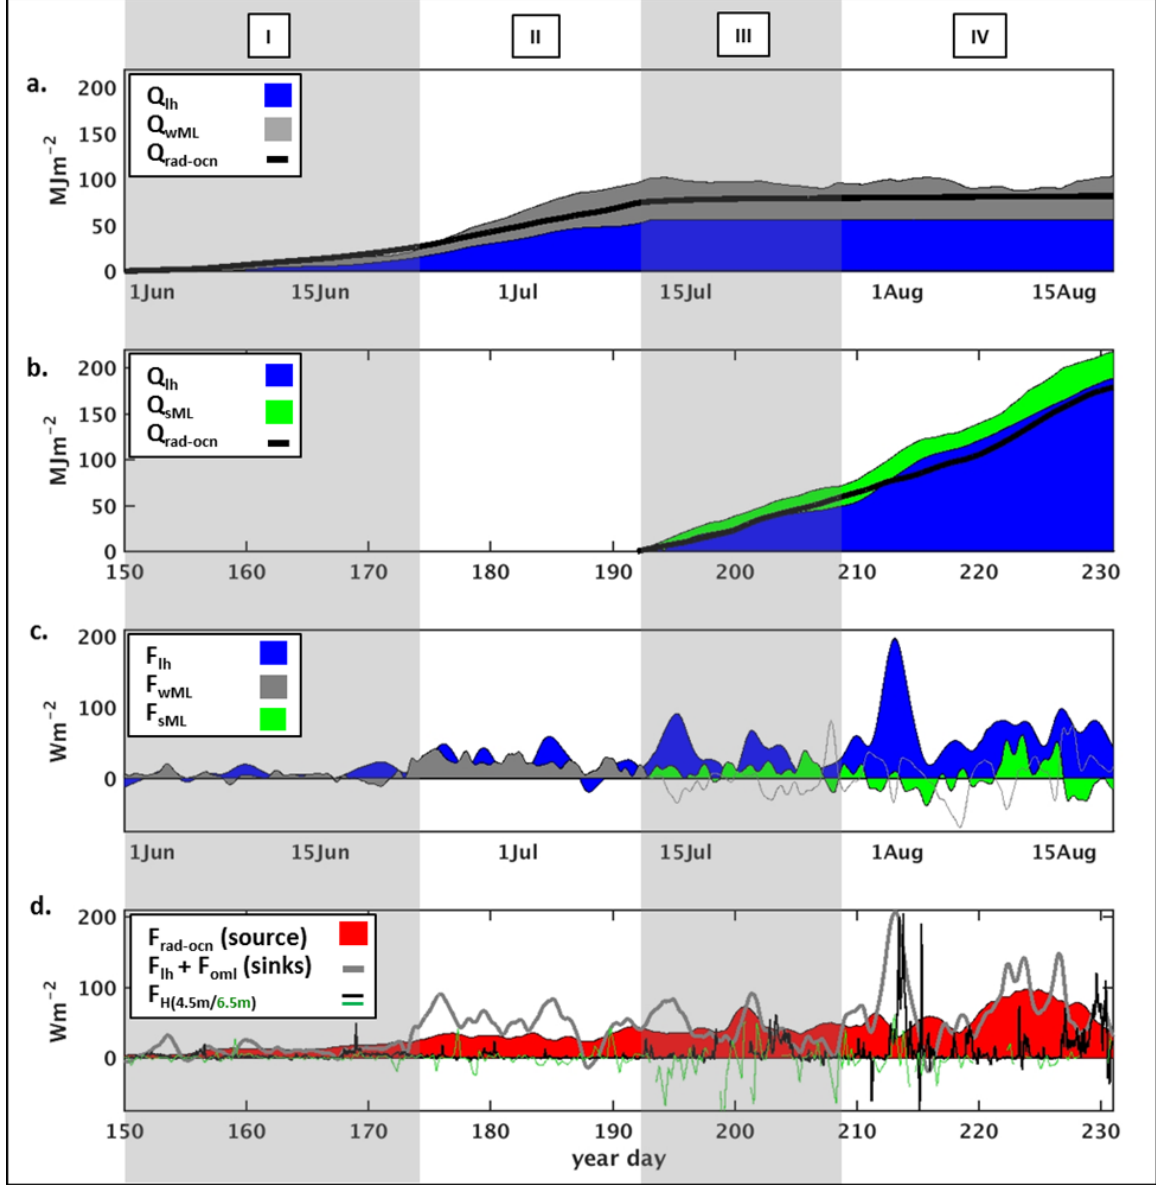 I II III IV
a.
200
150
100
50
0
MJm⁻²
Q_lh
Q_wML
Q_rad-ocn
1Jun 15Jun 1Jul 15Jul 1Aug 15Aug
b.
200
150
100
50
0
MJm⁻²
Q_lh
Q_sML
Q_rad-ocn
150 160 170 180 190 200 210 220 230
c.
200
100
0
Wm⁻²
F_lh
F_wML
F_sML
1Jun 15Jun 1Jul 15Jul 1Aug 15Aug
d.
200
100
0
Wm⁻²
F_rad-ocn (source)
F_lh + F_oml (sinks)
F_H(4.5m/6.5m)
150 160 170 180 190 200 210 220 230
year day